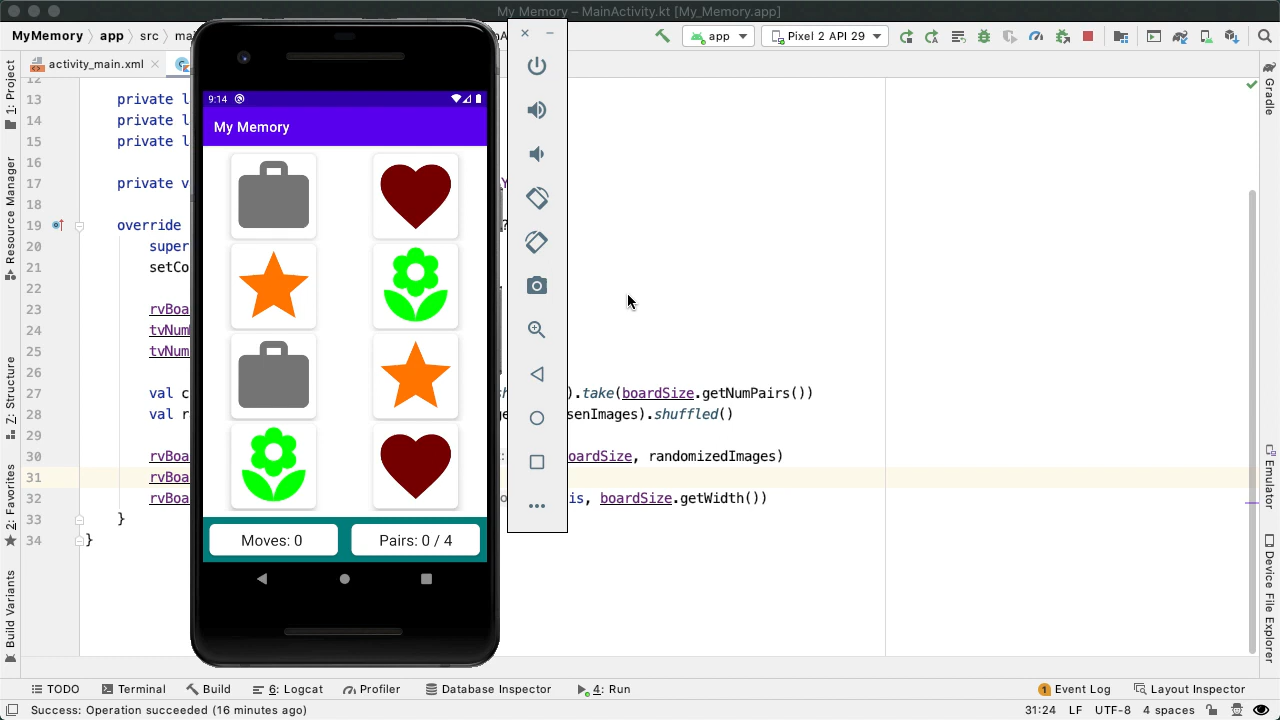 My Memory – MainActivity.kt [My_Memory.app]
MyMemory app src
app Pixel 2 API 29
activity_main.xml
1: Project
Resource Manager
Z: Structure
2: Favorites
Build Variants
Gradle
Emulator
Device File Explorer
12
13 private l
14 private l
15 private l
16
17 private v
18
19 override
20 super
21 setCo
22
23 rvBoa
24 tvNum
25 tvNum
26
27 val c ).take(boardSize.getNumPairs())
28 val r senImages).shuffled()
29
30 rvBoa oardSize, randomizedImages)
31 rvBoa
32 rvBoa is, boardSize.getWidth())
33 }
34 }
9:14
My Memory
Moves: 0 Pairs: 0 / 4
TODO Terminal Build 6: Logcat Profiler Database Inspector 4: Run 1 Event Log Layout Inspector
Success: Operation succeeded (16 minutes ago) 31:24 LF UTF-8 4 spaces